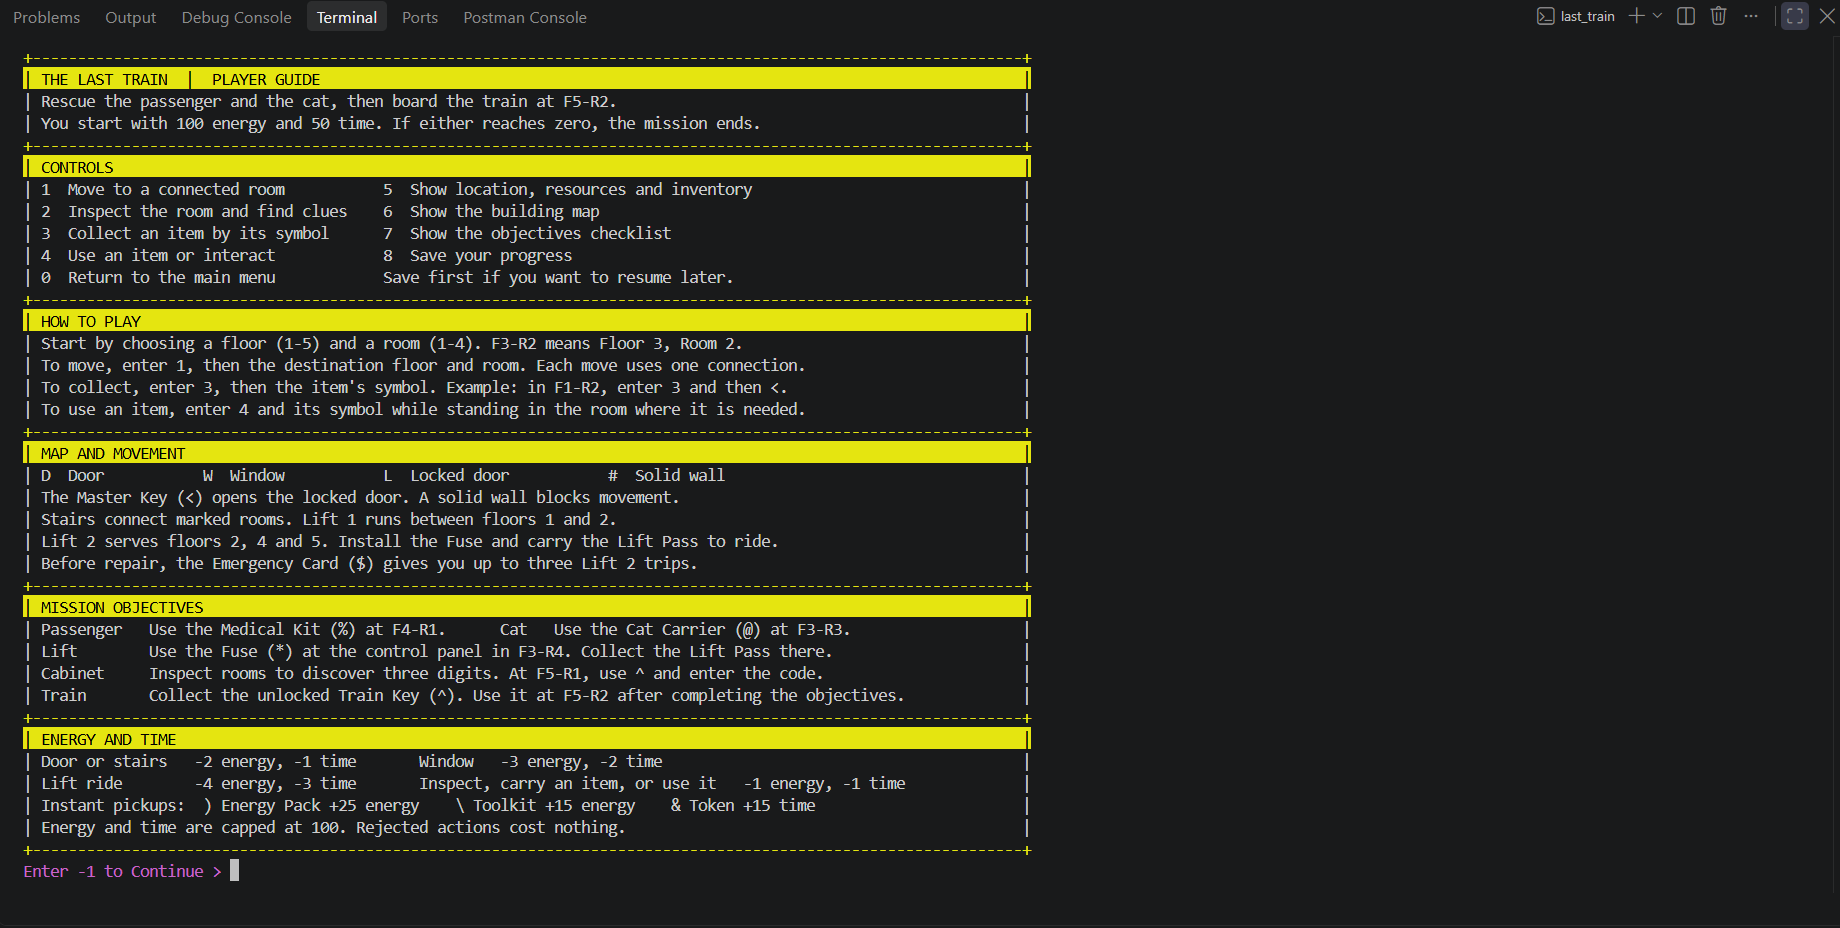 Problems Output Debug Console Terminal Ports Postman Console last_train
THE LAST TRAIN | PLAYER GUIDE
Rescue the passenger and the cat, then board the train at F5-R2.
You start with 100 energy and 50 time. If either reaches zero, the mission ends.
CONTROLS
1 Move to a connected room 5 Show location, resources and inventory
2 Inspect the room and find clues 6 Show the building map
3 Collect an item by its symbol 7 Show the objectives checklist
4 Use an item or interact 8 Save your progress
0 Return to the main menu Save first if you want to resume later.
HOW TO PLAY
Start by choosing a floor (1-5) and a room (1-4). F3-R2 means Floor 3, Room 2.
To move, enter 1, then the destination floor and room. Each move uses one connection.
To collect, enter 3, then the item's symbol. Example: in F1-R2, enter 3 and then <.
To use an item, enter 4 and its symbol while standing in the room where it is needed.
MAP AND MOVEMENT
D Door W Window L Locked door # Solid wall
The Master Key (<) opens the locked door. A solid wall blocks movement.
Stairs connect marked rooms. Lift 1 runs between floors 1 and 2.
Lift 2 serves floors 2, 4 and 5. Install the Fuse and carry the Lift Pass to ride.
Before repair, the Emergency Card ($) gives you up to three Lift 2 trips.
MISSION OBJECTIVES
Passenger Use the Medical Kit (%) at F4-R1. Cat Use the Cat Carrier (@) at F3-R3.
Lift Use the Fuse (*) at the control panel in F3-R4. Collect the Lift Pass there.
Cabinet Inspect rooms to discover three digits. At F5-R1, use ^ and enter the code.
Train Collect the unlocked Train Key (^). Use it at F5-R2 after completing the objectives.
ENERGY AND TIME
Door or stairs -2 energy, -1 time Window -3 energy, -2 time
Lift ride -4 energy, -3 time Inspect, carry an item, or use it -1 energy, -1 time
Instant pickups: ) Energy Pack +25 energy \ Toolkit +15 energy & Token +15 time
Energy and time are capped at 100. Rejected actions cost nothing.
Enter -1 to Continue >